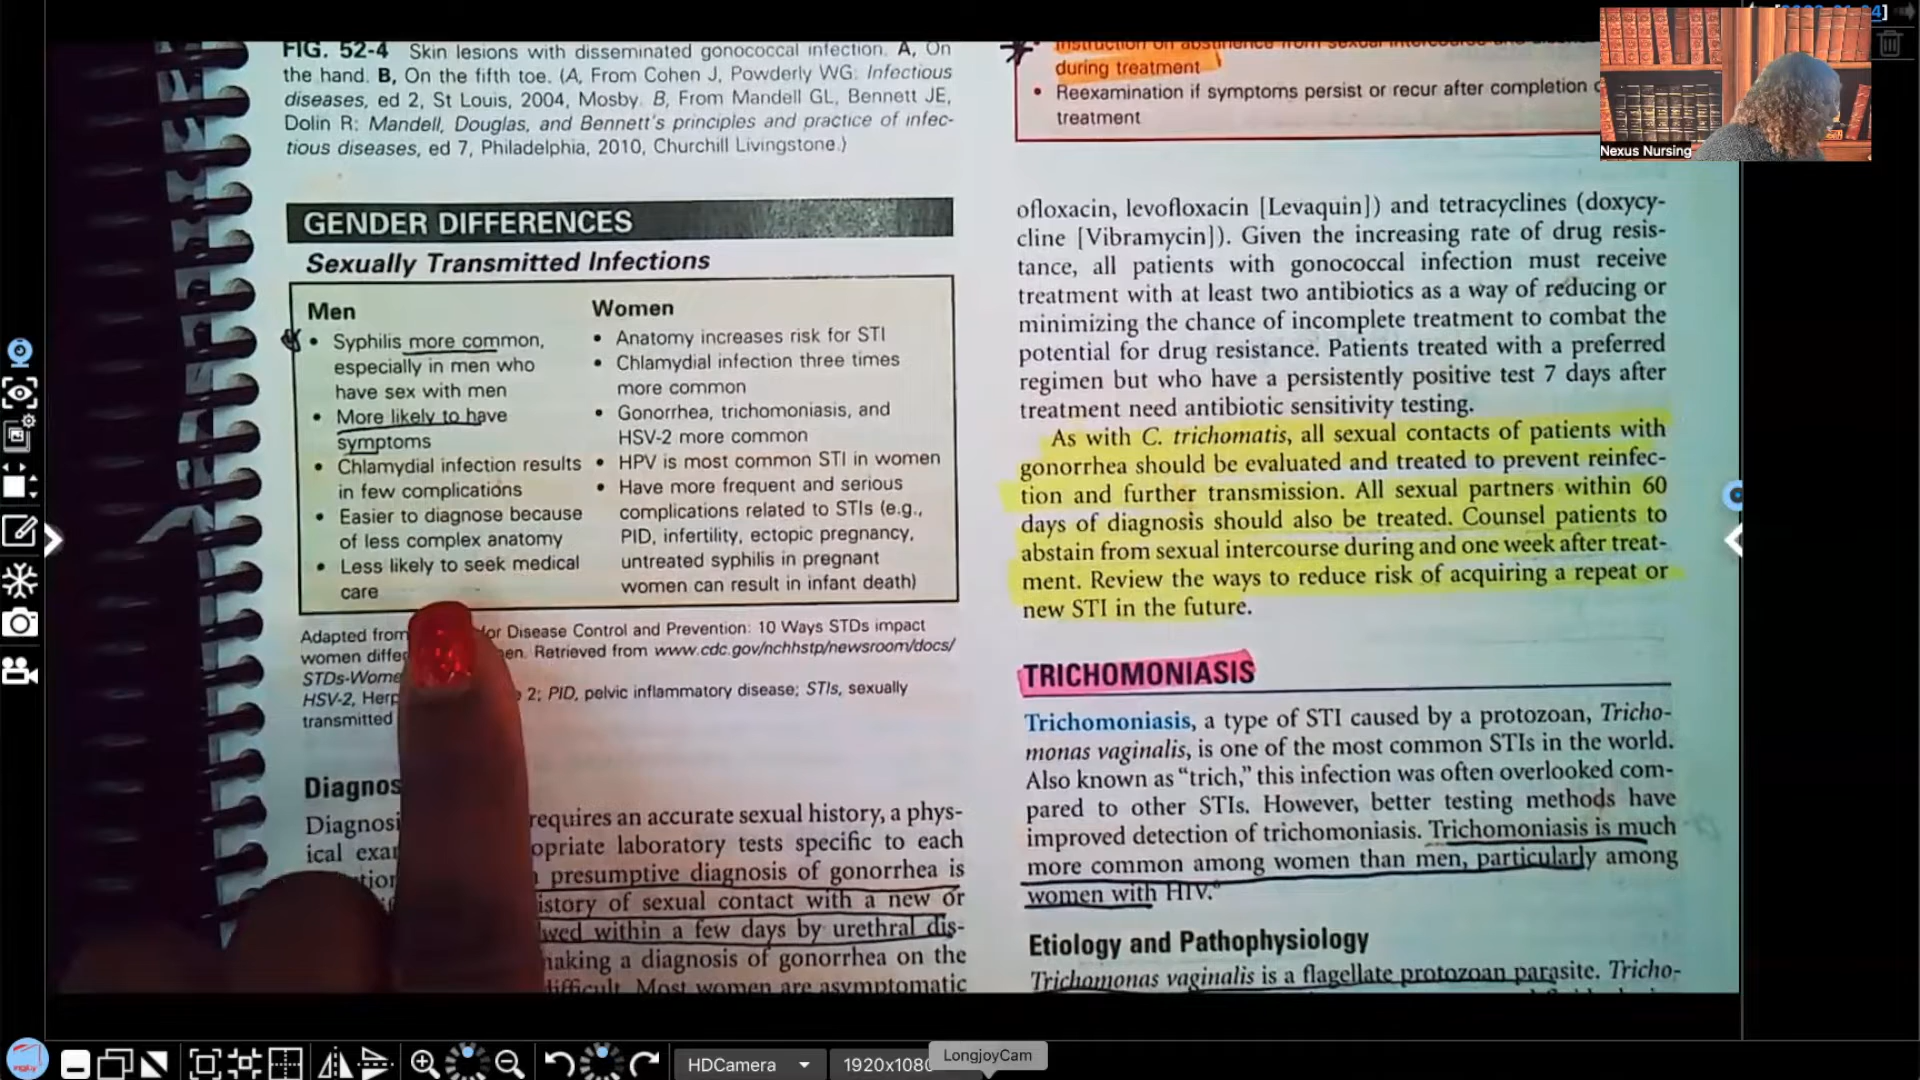 FIG. 52-4 Skin lesions with disseminated gonococcal infection. A, On
the hand. B, On the fifth toe. (A, From Cohen J, Powderly WG: Infectious
diseases, ed 2, St Louis, 2004, Mosby. B, From Mandell GL, Bennett JE,
Dolin R: Mandell, Douglas, and Bennett's principles and practice of infec-
tious diseases, ed 7, Philadelphia, 2010, Churchill Livingstone.)
GENDER DIFFERENCES
Sexually Transmitted Infections
Men
• Syphilis more common,
especially in men who
have sex with men
• More likely to have
symptoms
• Chlamydial infection results
in few complications
• Easier to diagnose because
of less complex anatomy
• Less likely to seek medical
care
Women
• Anatomy increases risk for STI
• Chlamydial infection three times
more common
• Gonorrhea, trichomoniasis, and
HSV-2 more common
• HPV is most common STI in women
• Have more frequent and serious
complications related to STIs (e.g.,
PID, infertility, ectopic pregnancy,
untreated syphilis in pregnant
women can result in infant death)
Adapted from for Disease Control and Prevention: 10 Ways STDs impact
women Retrieved from www.cdc.gov/nchhstp/newsroom/docs/
HSV-2, 2; PID, pelvic inflammatory disease; STIs, sexually
transmitted
requires an accurate sexual history, a phys-
ical laboratory tests specific to each
presumptive diagnosis of gonorrhea is
of sexual contact with a new or
within a few days by urethral dis-
making a diagnosis of gonorrhea on the
difficult. Most women are asymptomatic
instruction on abstinence from sexual intercourse and
during treatment
• Reexamination if symptoms persist or recur after completion
treatment
ofloxacin, levofloxacin [Levaquin]) and tetracyclines (doxycy-
cline [Vibramycin]). Given the increasing rate of drug resis-
tance, all patients with gonococcal infection must receive
treatment with at least two antibiotics as a way of reducing or
minimizing the chance of incomplete treatment to combat the
potential for drug resistance. Patients treated with a preferred
regimen but who have a persistently positive test 7 days after
treatment need antibiotic sensitivity testing.
As with C. trichomatis, all sexual contacts of patients with
gonorrhea should be evaluated and treated to prevent reinfec-
tion and further transmission. All sexual partners within 60
days of diagnosis should also be treated. Counsel patients to
abstain from sexual intercourse during and one week after treat-
ment. Review the ways to reduce risk of acquiring a repeat or
new STI in the future.
TRICHOMONIASIS
Trichomoniasis, a type of STI caused by a protozoan, Tricho-
monas vaginalis, is one of the most common STIs in the world.
Also known as "trich," this infection was often overlooked com-
pared to other STIs. However, better testing methods have
improved detection of trichomoniasis. Trichomoniasis is much
more common among women than men, particularly among
women with HIV.
Etiology and Pathophysiology
Trichomonas vaginalis is a flagellate protozoan parasite. Tricho-
Nexus Nursing
HDCamera
1920x1080
LongjoyCam